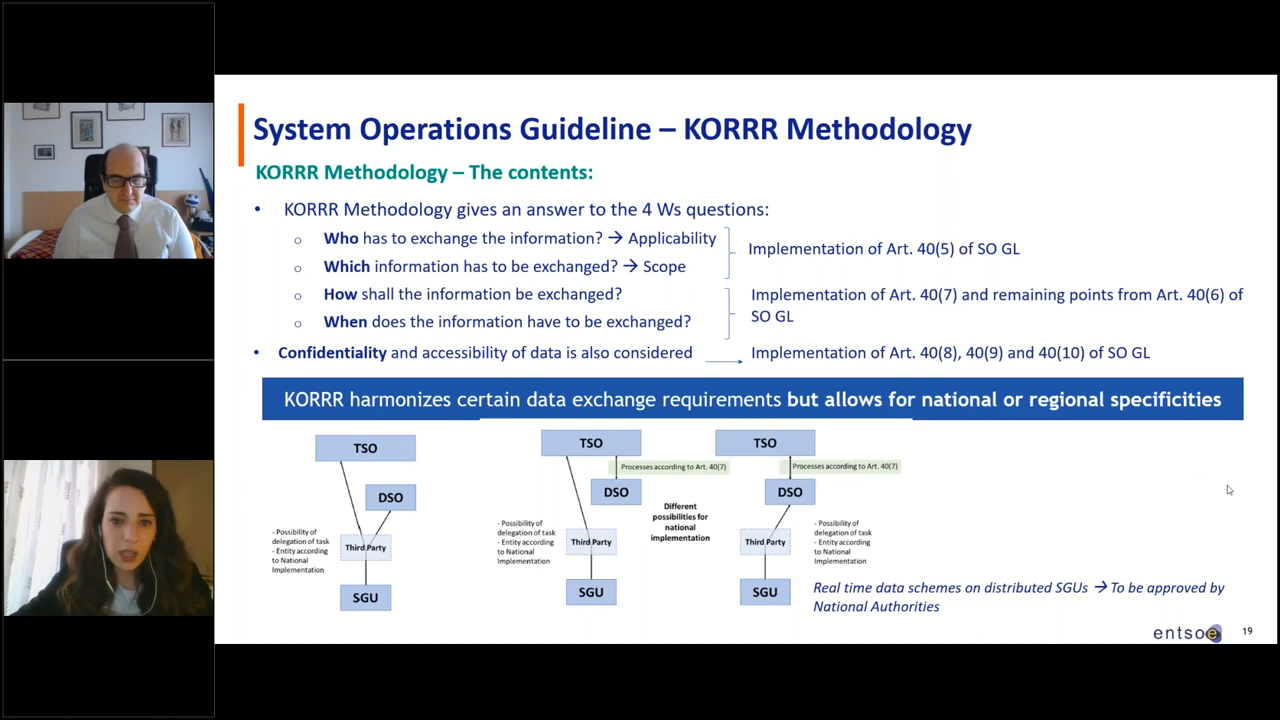 System Operations Guideline – KORRR Methodology
KORRR Methodology – The contents:
• KORRR Methodology gives an answer to the 4 Ws questions:
o Who has to exchange the information? → Applicability
o Which information has to be exchanged? → Scope
Implementation of Art. 40(5) of SO GL
o How shall the information be exchanged?
o When does the information have to be exchanged?
Implementation of Art. 40(7) and remaining points from Art. 40(6) of
SO GL
• Confidentiality and accessibility of data is also considered
Implementation of Art. 40(8), 40(9) and 40(10) of SO GL
KORRR harmonizes certain data exchange requirements but allows for national or regional specificities
TSO
DSO
- Possibility of
delegation of task
- Entity according
to National
Implementation
Third Party
SGU
TSO
Processes according to Art. 40(7)
DSO
- Possibility of
delegation of task
- Entity according
to National
Implementation
Third Party
SGU
Different
possibilities for
national
implementation
TSO
Processes according to Art. 40(7)
DSO
Third Party
- Possibility of
delegation of task
- Entity according
to National
Implementation
SGU
Real time data schemes on distributed SGUs → To be approved by
National Authorities
entsoe
19